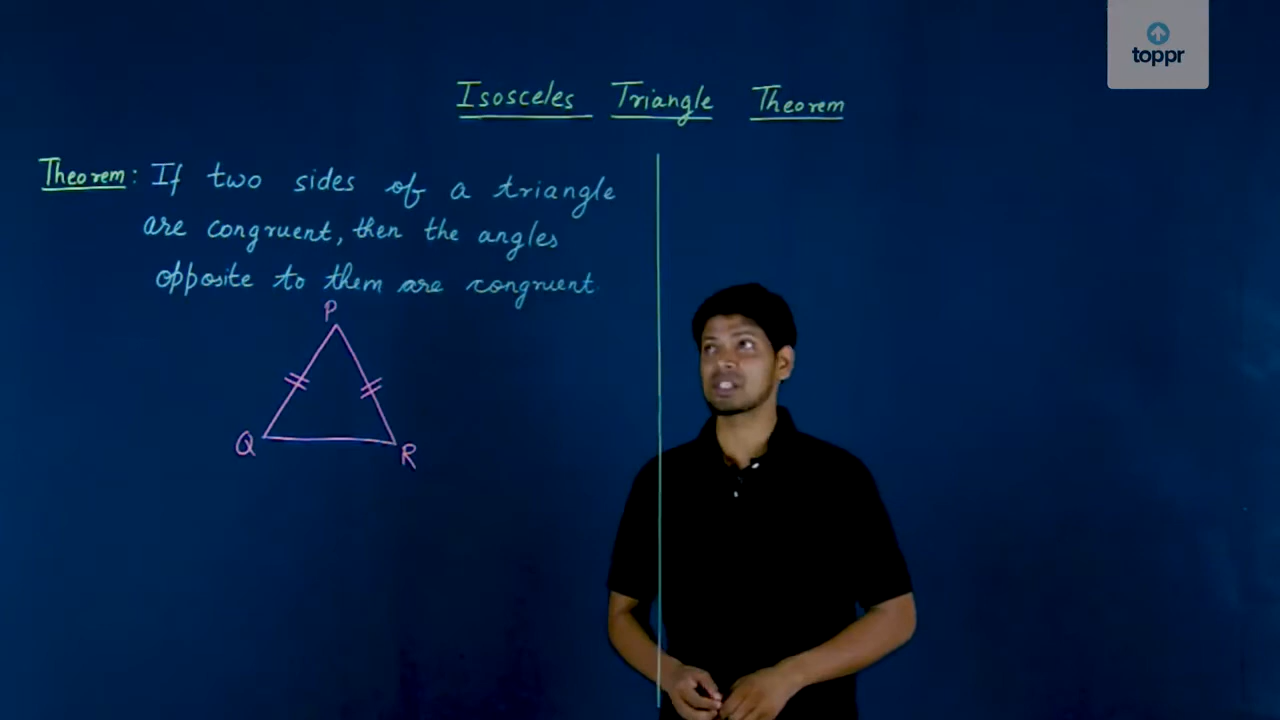 toppr
Isosceles Triangle Theorem
Theorem: If two sides of a triangle
are congruent, then the angles
opposite to them are congruent
P
Q
R